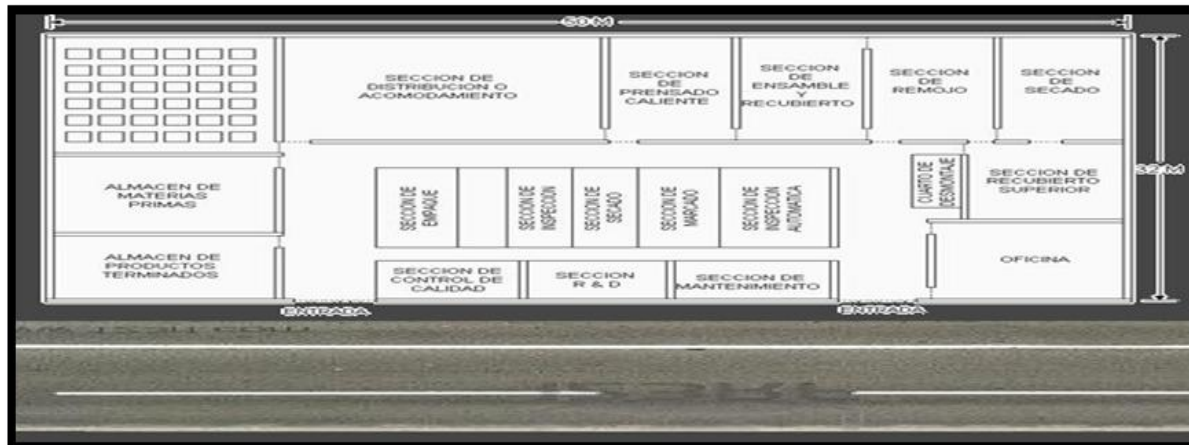 50 M
SECCION DE
DISTRIBUCION O
ACOMODAMIENTO
SECCION
DE
PRENSADO
CALIENTE
SECCION
DE
ENSAMBLE
Y
RECUBIERTO
SECCION
DE
REMOJO
SECCION
DE
SECADO
32 M
ALMACEN DE
MATERIAS
PRIMAS
SECCION DE
EMPAQUE
SECCION DE
INSPECCION
SECCION DE
SECADO
SECCION DE
MARCADO
SECCION DE
INSPECCION
AUTOMATICA
CUARTO DE
DESMONTAJE
SECCION DE
RECUBIERTO
SUPERIOR
ALMACEN DE
PRODUCTOS
TERMINADOS
SECCION DE
CONTROL DE
CALIDAD
SECCION
R & D
SECCION DE
MANTENIMIENTO
OFICINA
ENTRADA
ENTRADA